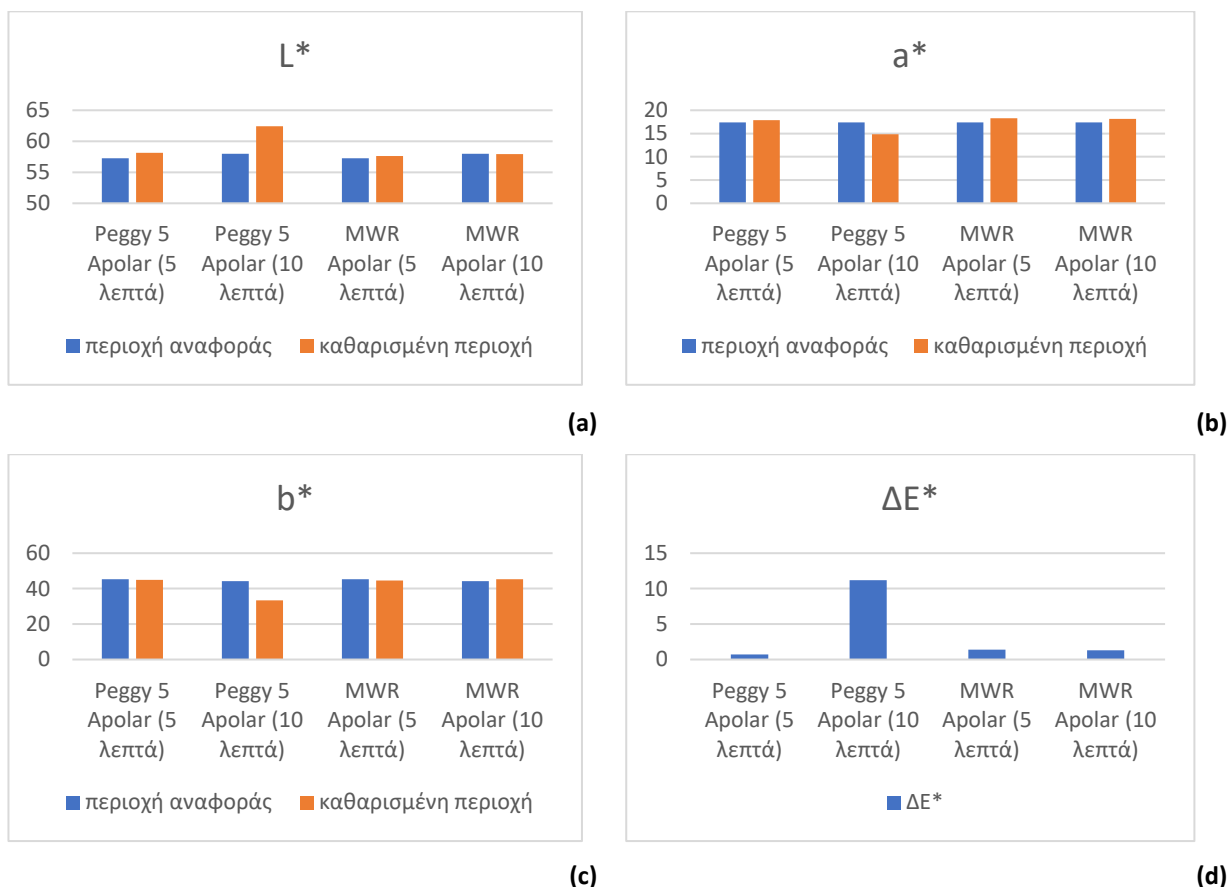 L*
65
60
55
50
Peggy 5 Apolar (5 λεπτά)
Peggy 5 Apolar (10 λεπτά)
MWR Apolar (5 λεπτά)
MWR Apolar (10 λεπτά)
περιοχή αναφοράς καθαρισμένη περιοχή
(a)
a*
20
15
10
5
0
Peggy 5 Apolar (5 λεπτά)
Peggy 5 Apolar (10 λεπτά)
MWR Apolar (5 λεπτά)
MWR Apolar (10 λεπτά)
περιοχή αναφοράς καθαρισμένη περιοχή
(b)
b*
60
40
20
0
Peggy 5 Apolar (5 λεπτά)
Peggy 5 Apolar (10 λεπτά)
MWR Apolar (5 λεπτά)
MWR Apolar (10 λεπτά)
περιοχή αναφοράς καθαρισμένη περιοχή
(c)
ΔΕ*
15
10
5
0
Peggy 5 Apolar (5 λεπτά)
Peggy 5 Apolar (10 λεπτά)
MWR Apolar (5 λεπτά)
MWR Apolar (10 λεπτά)
ΔΕ*
(d)